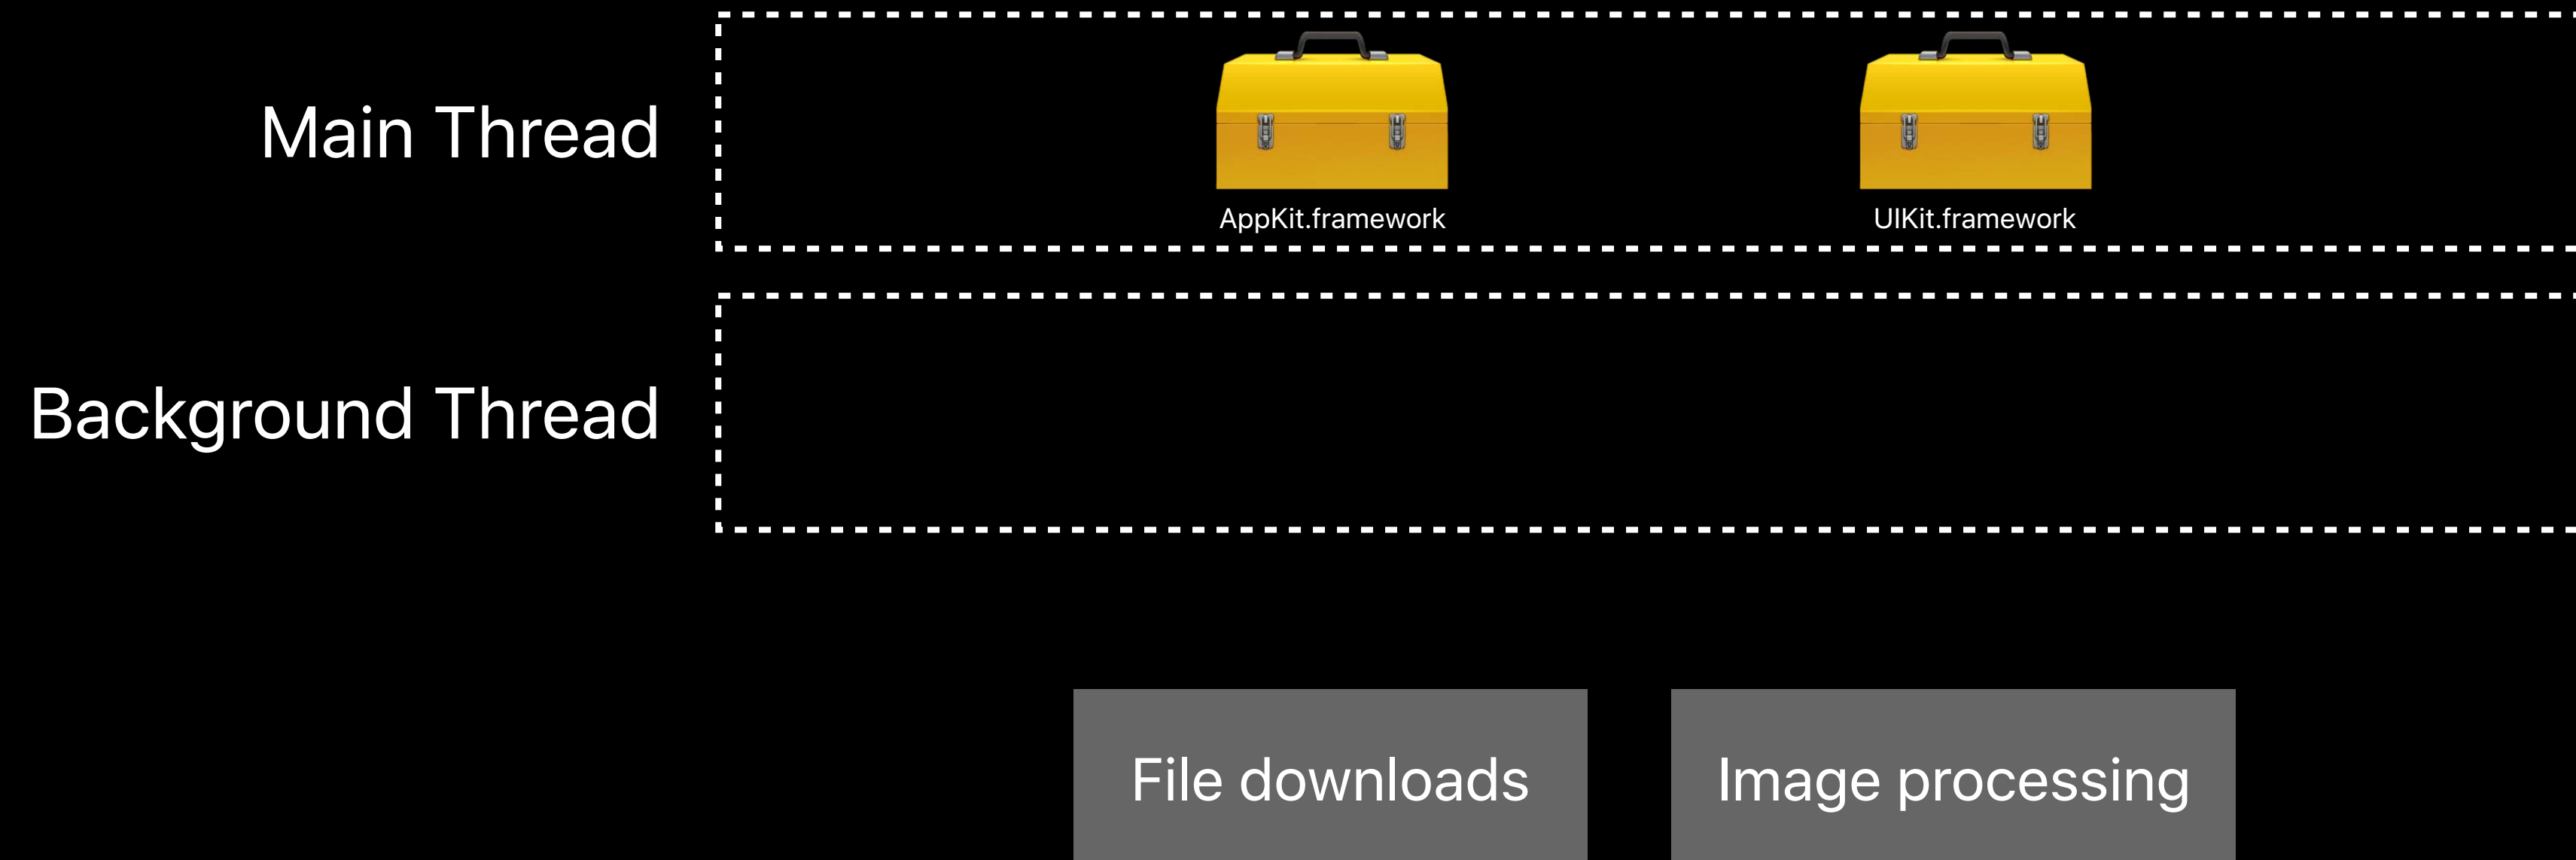 Main Thread
AppKit.framework
UIKit.framework
Background Thread
File downloads
Image processing